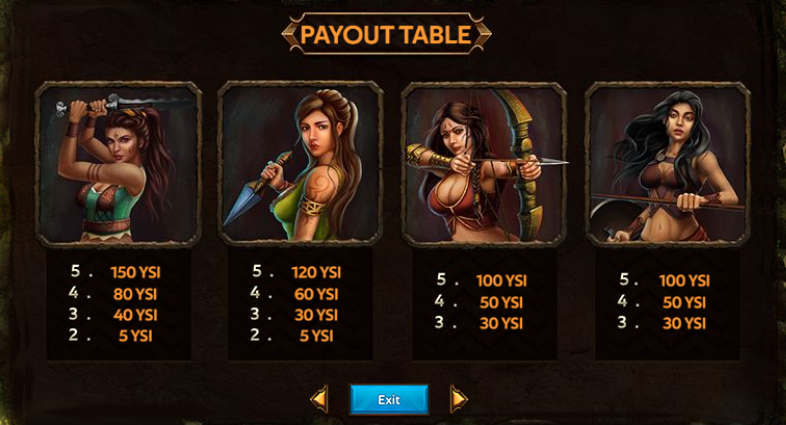 PAYOUT TABLE
5 . 150 YSI
4 . 80 YSI
3 . 40 YSI
2 . 5 YSI
5 . 120 YSI
4 . 60 YSI
3 . 30 YSI
2 . 5 YSI
5 . 100 YSI
4 . 50 YSI
3 . 30 YSI
5 . 100 YSI
4 . 50 YSI
3 . 30 YSI
Exit